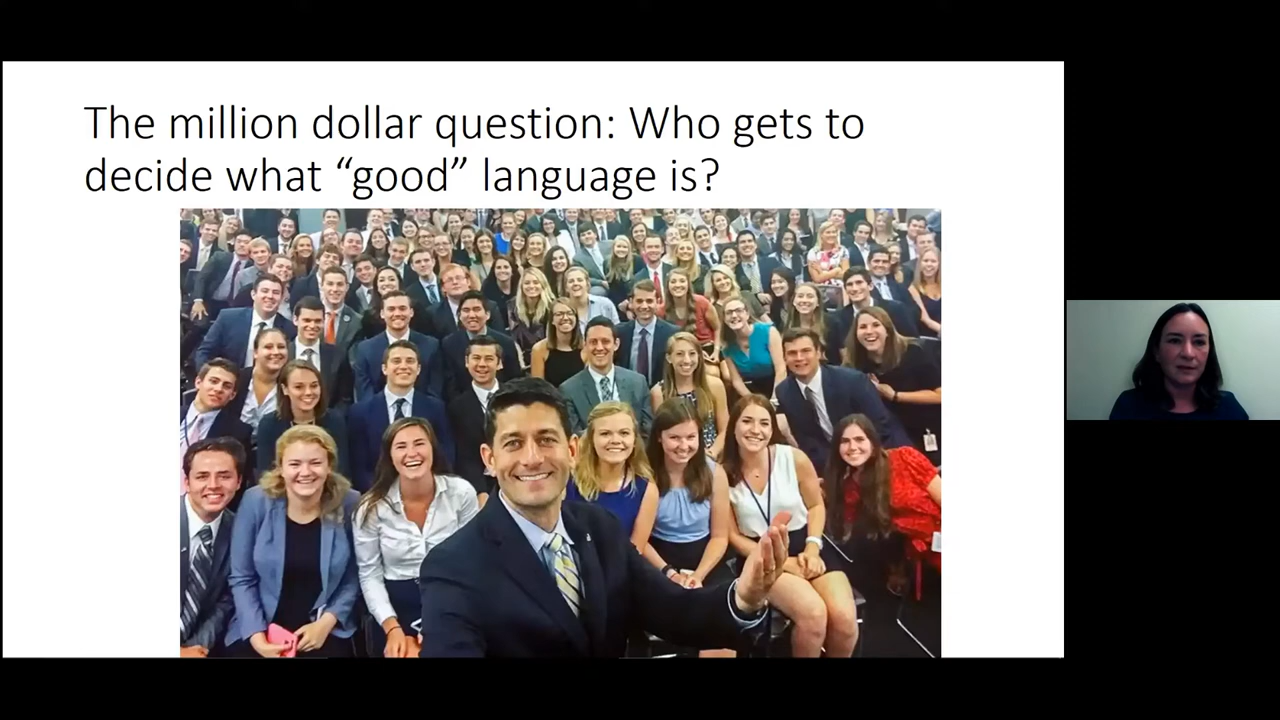 The million dollar question: Who gets to
decide what “good” language is?